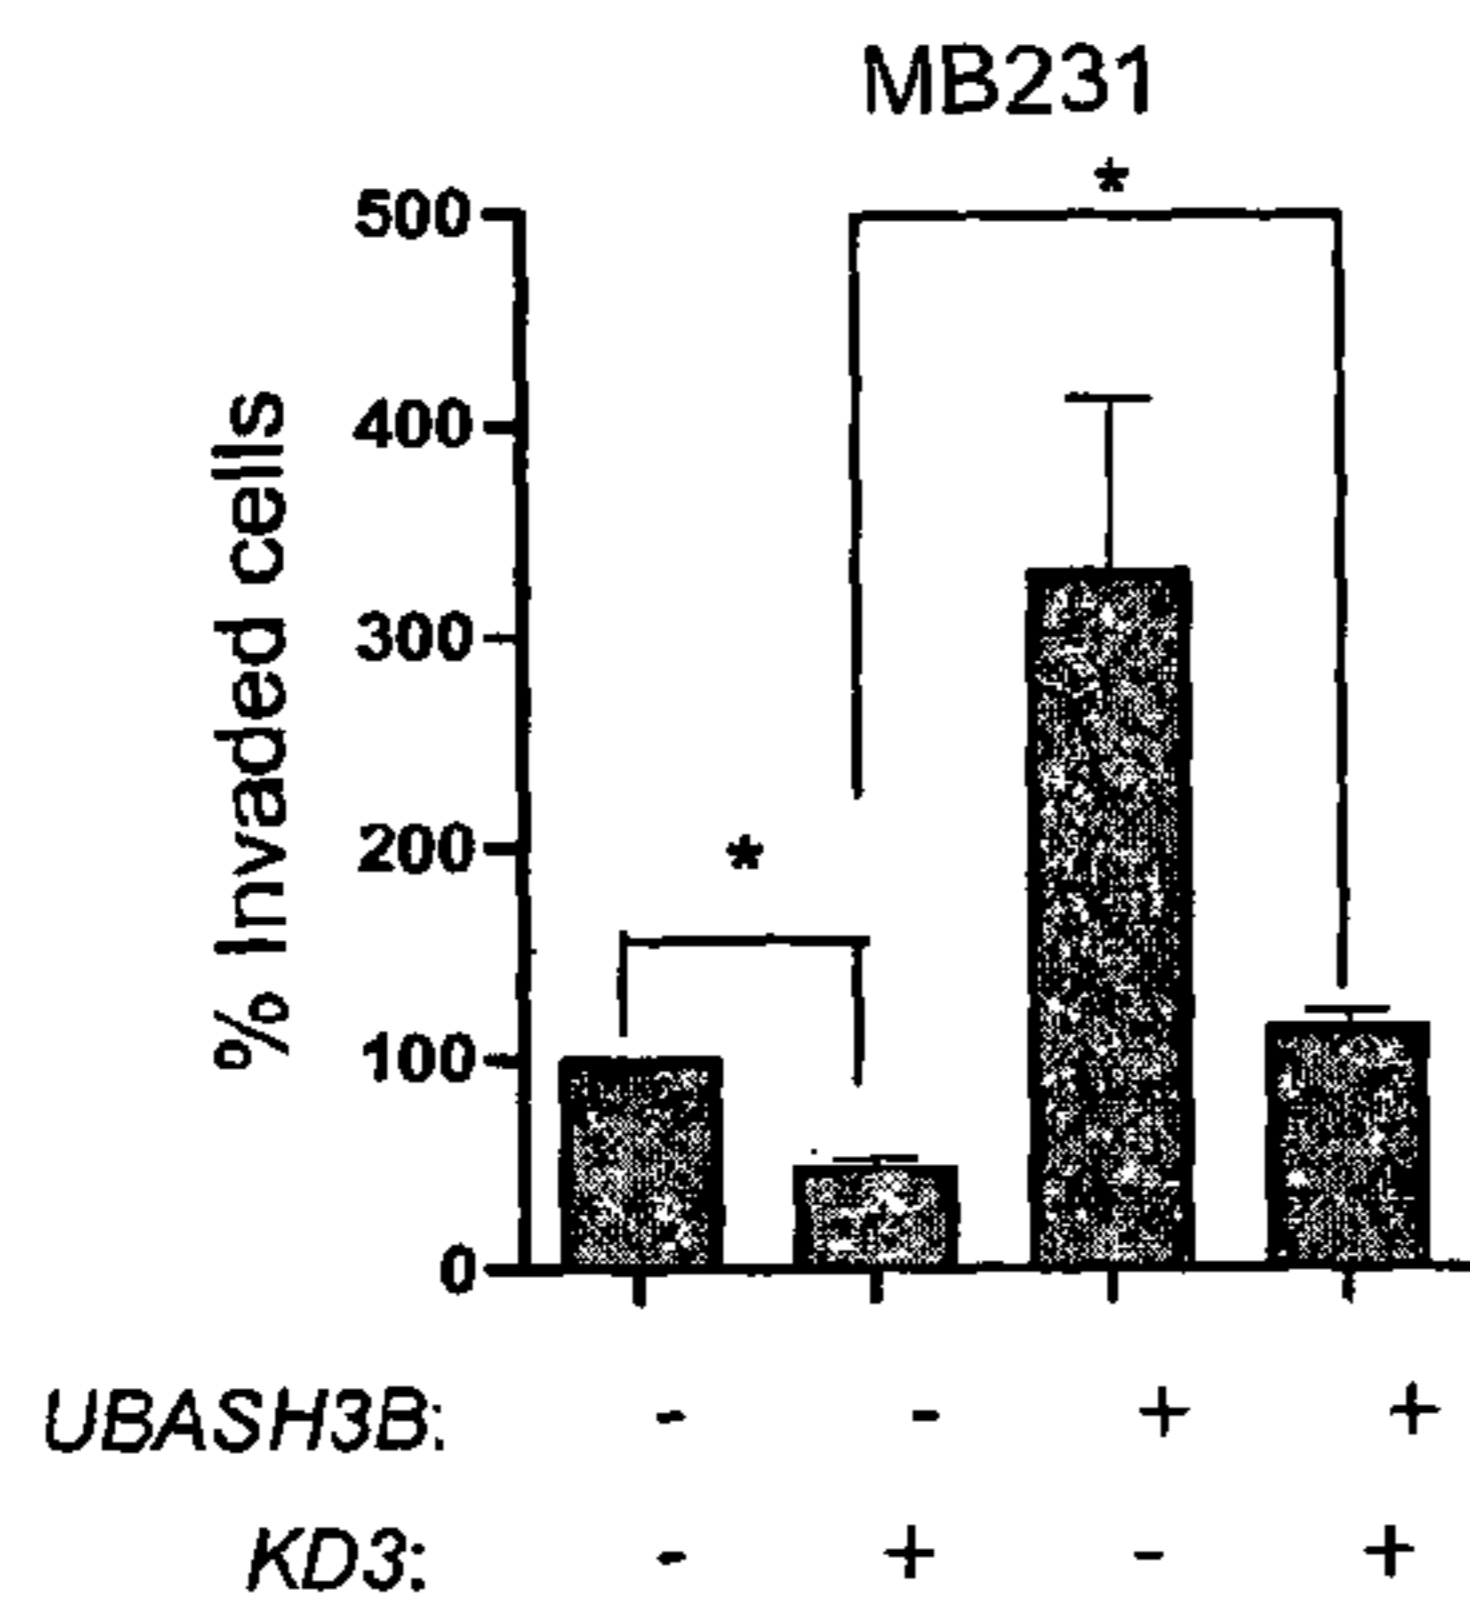 MB231
*
500
400
300
200
*
100
0
% Invaded cells
UBASH3B: - - + +
KD3: - + - +